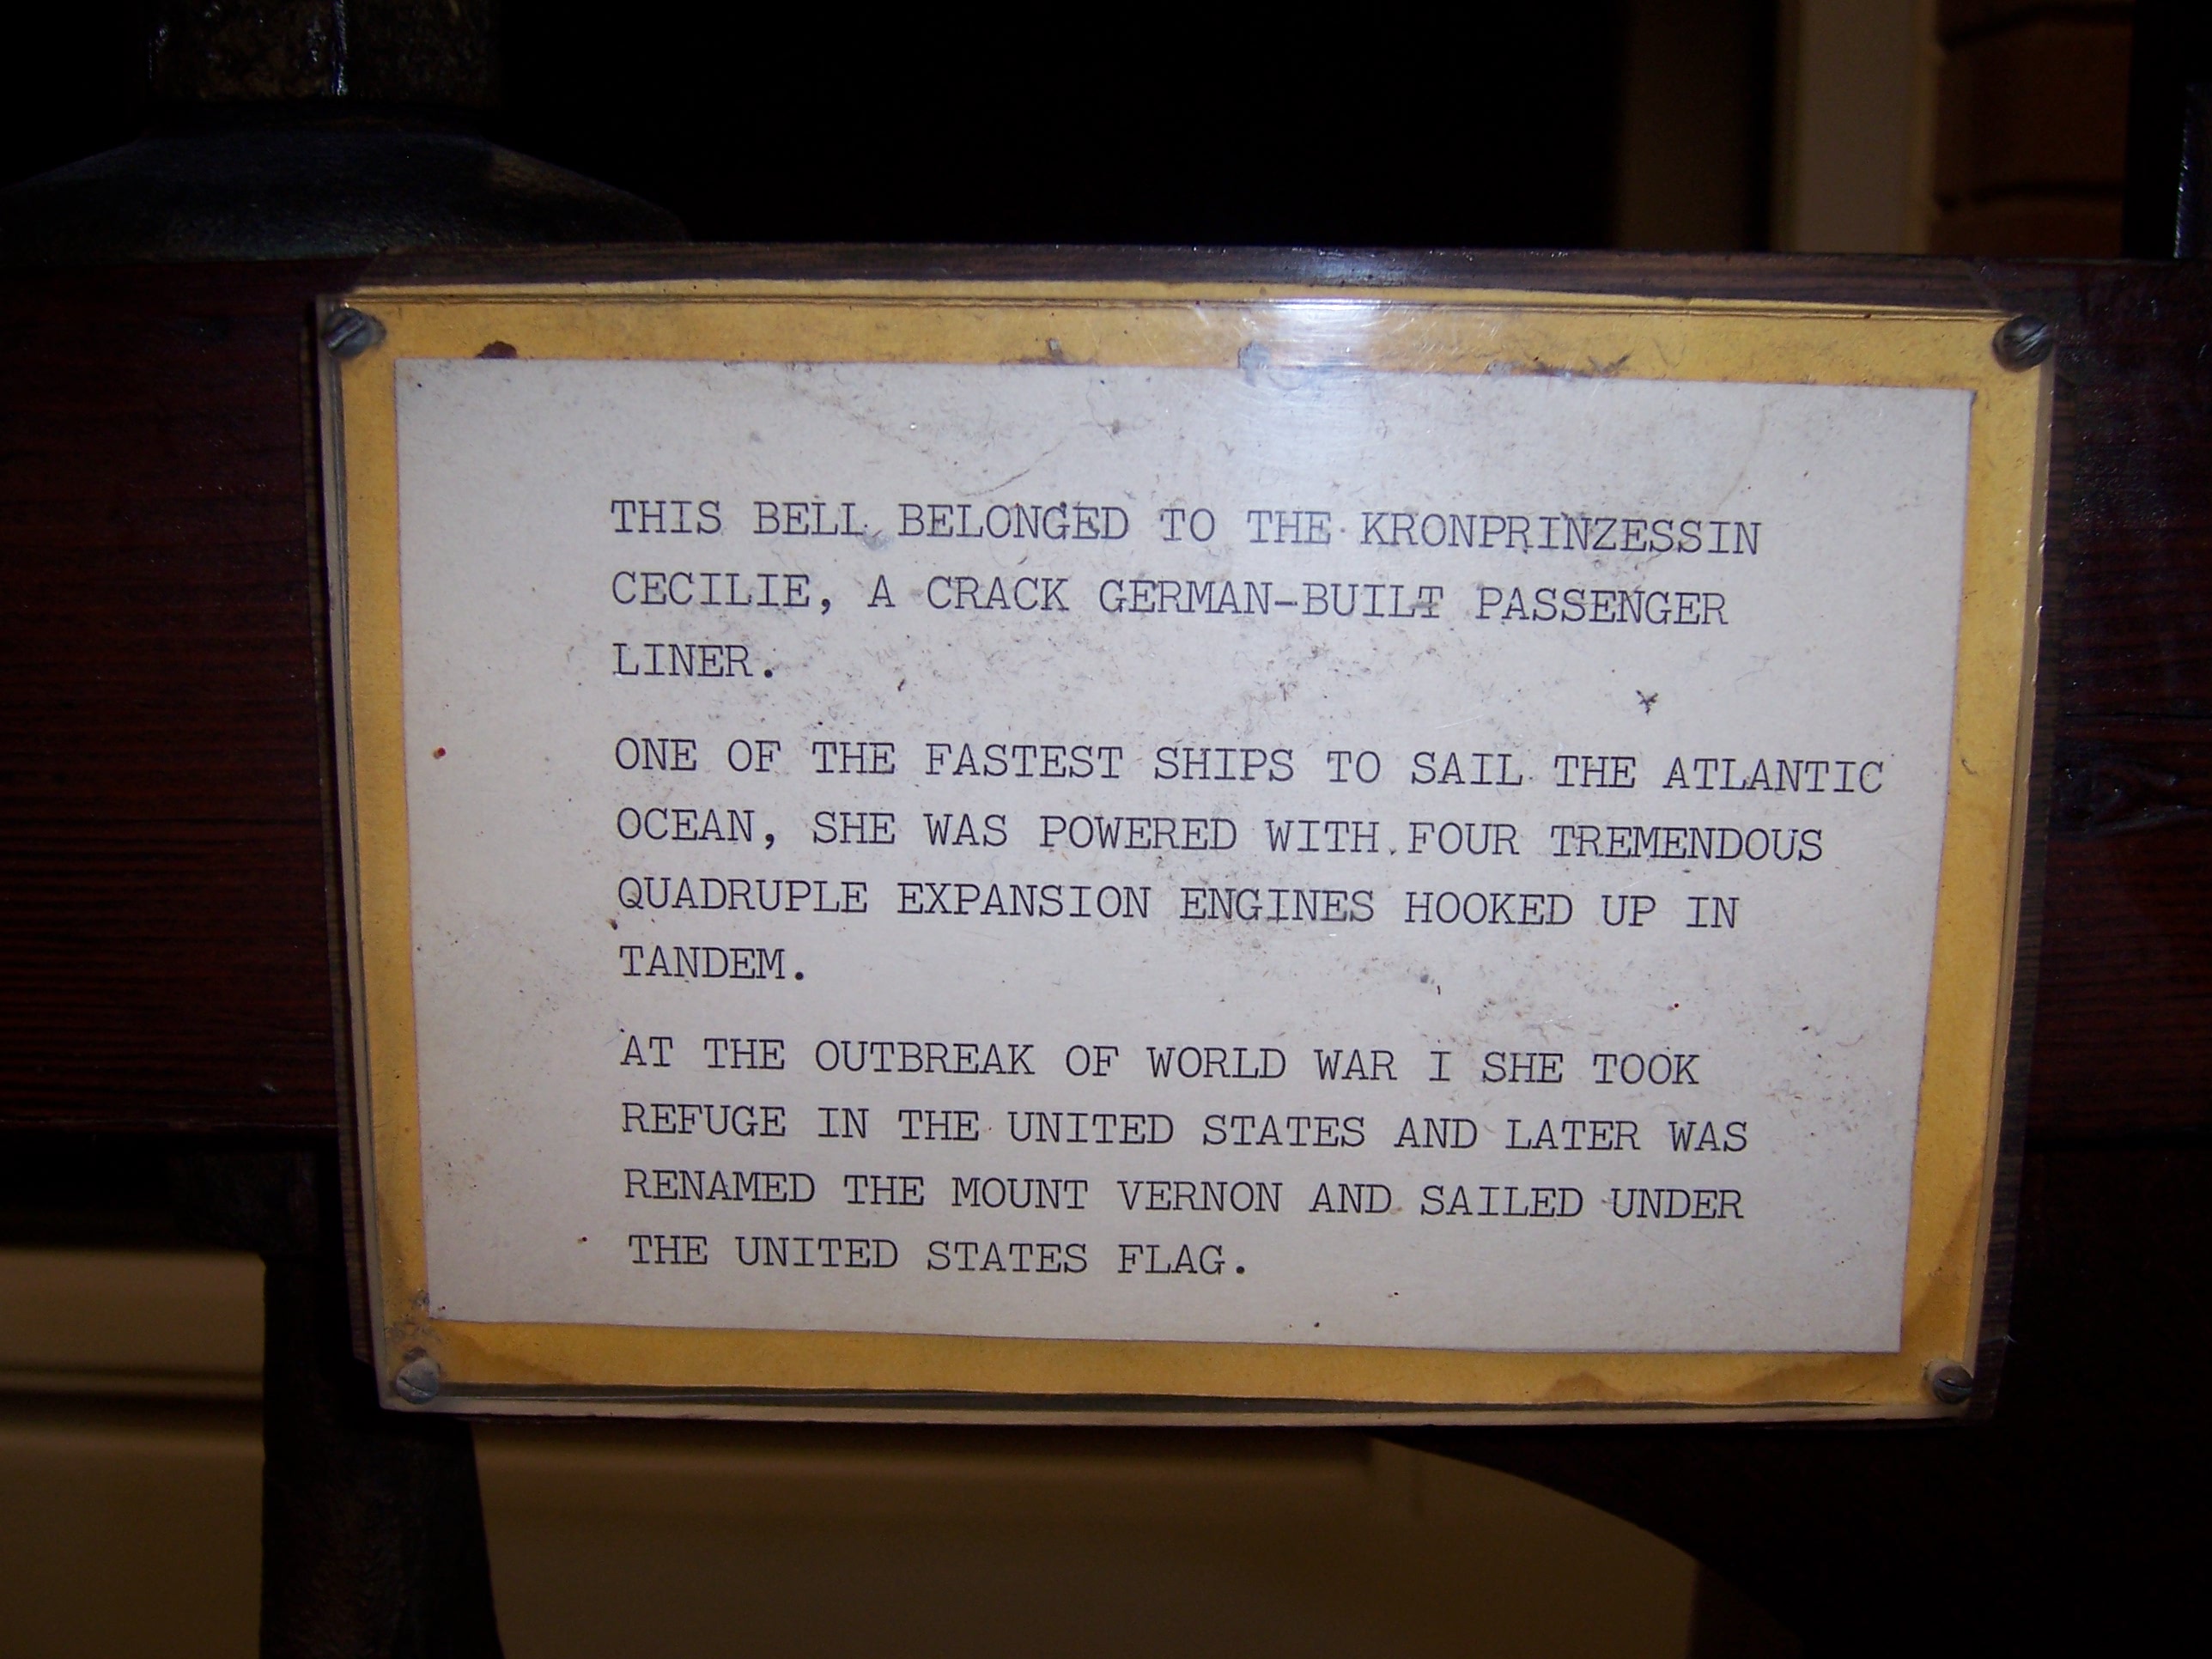 THIS BELL BELONGED TO THE KRONPRINZESSIN
CECILIE, A CRACK GERMAN-BUILT PASSENGER
LINER.
ONE OF THE FASTEST SHIPS TO SAIL THE ATLANTIC
OCEAN, SHE WAS POWERED WITH FOUR TREMENDOUS
QUADRUPLE EXPANSION ENGINES HOOKED UP IN
TANDEM.
AT THE OUTBREAK OF WORLD WAR I SHE TOOK
REFUGE IN THE UNITED STATES AND LATER WAS
RENAMED THE MOUNT VERNON AND SAILED UNDER
THE UNITED STATES FLAG.